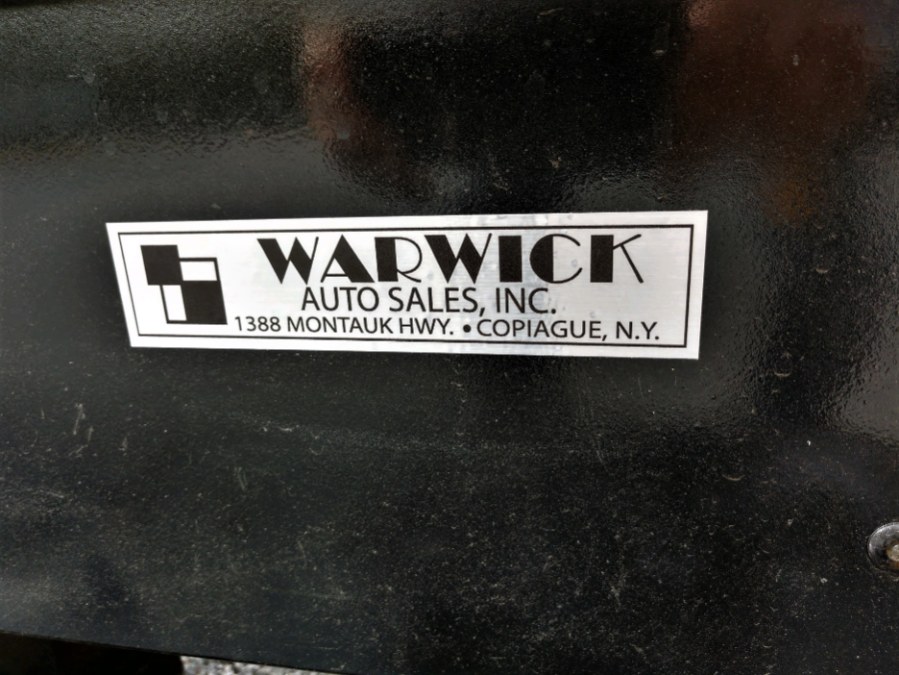 WARWICK
AUTO SALES, INC.
1388 MONTAUK HWY. • COPIAGUE, N.Y.